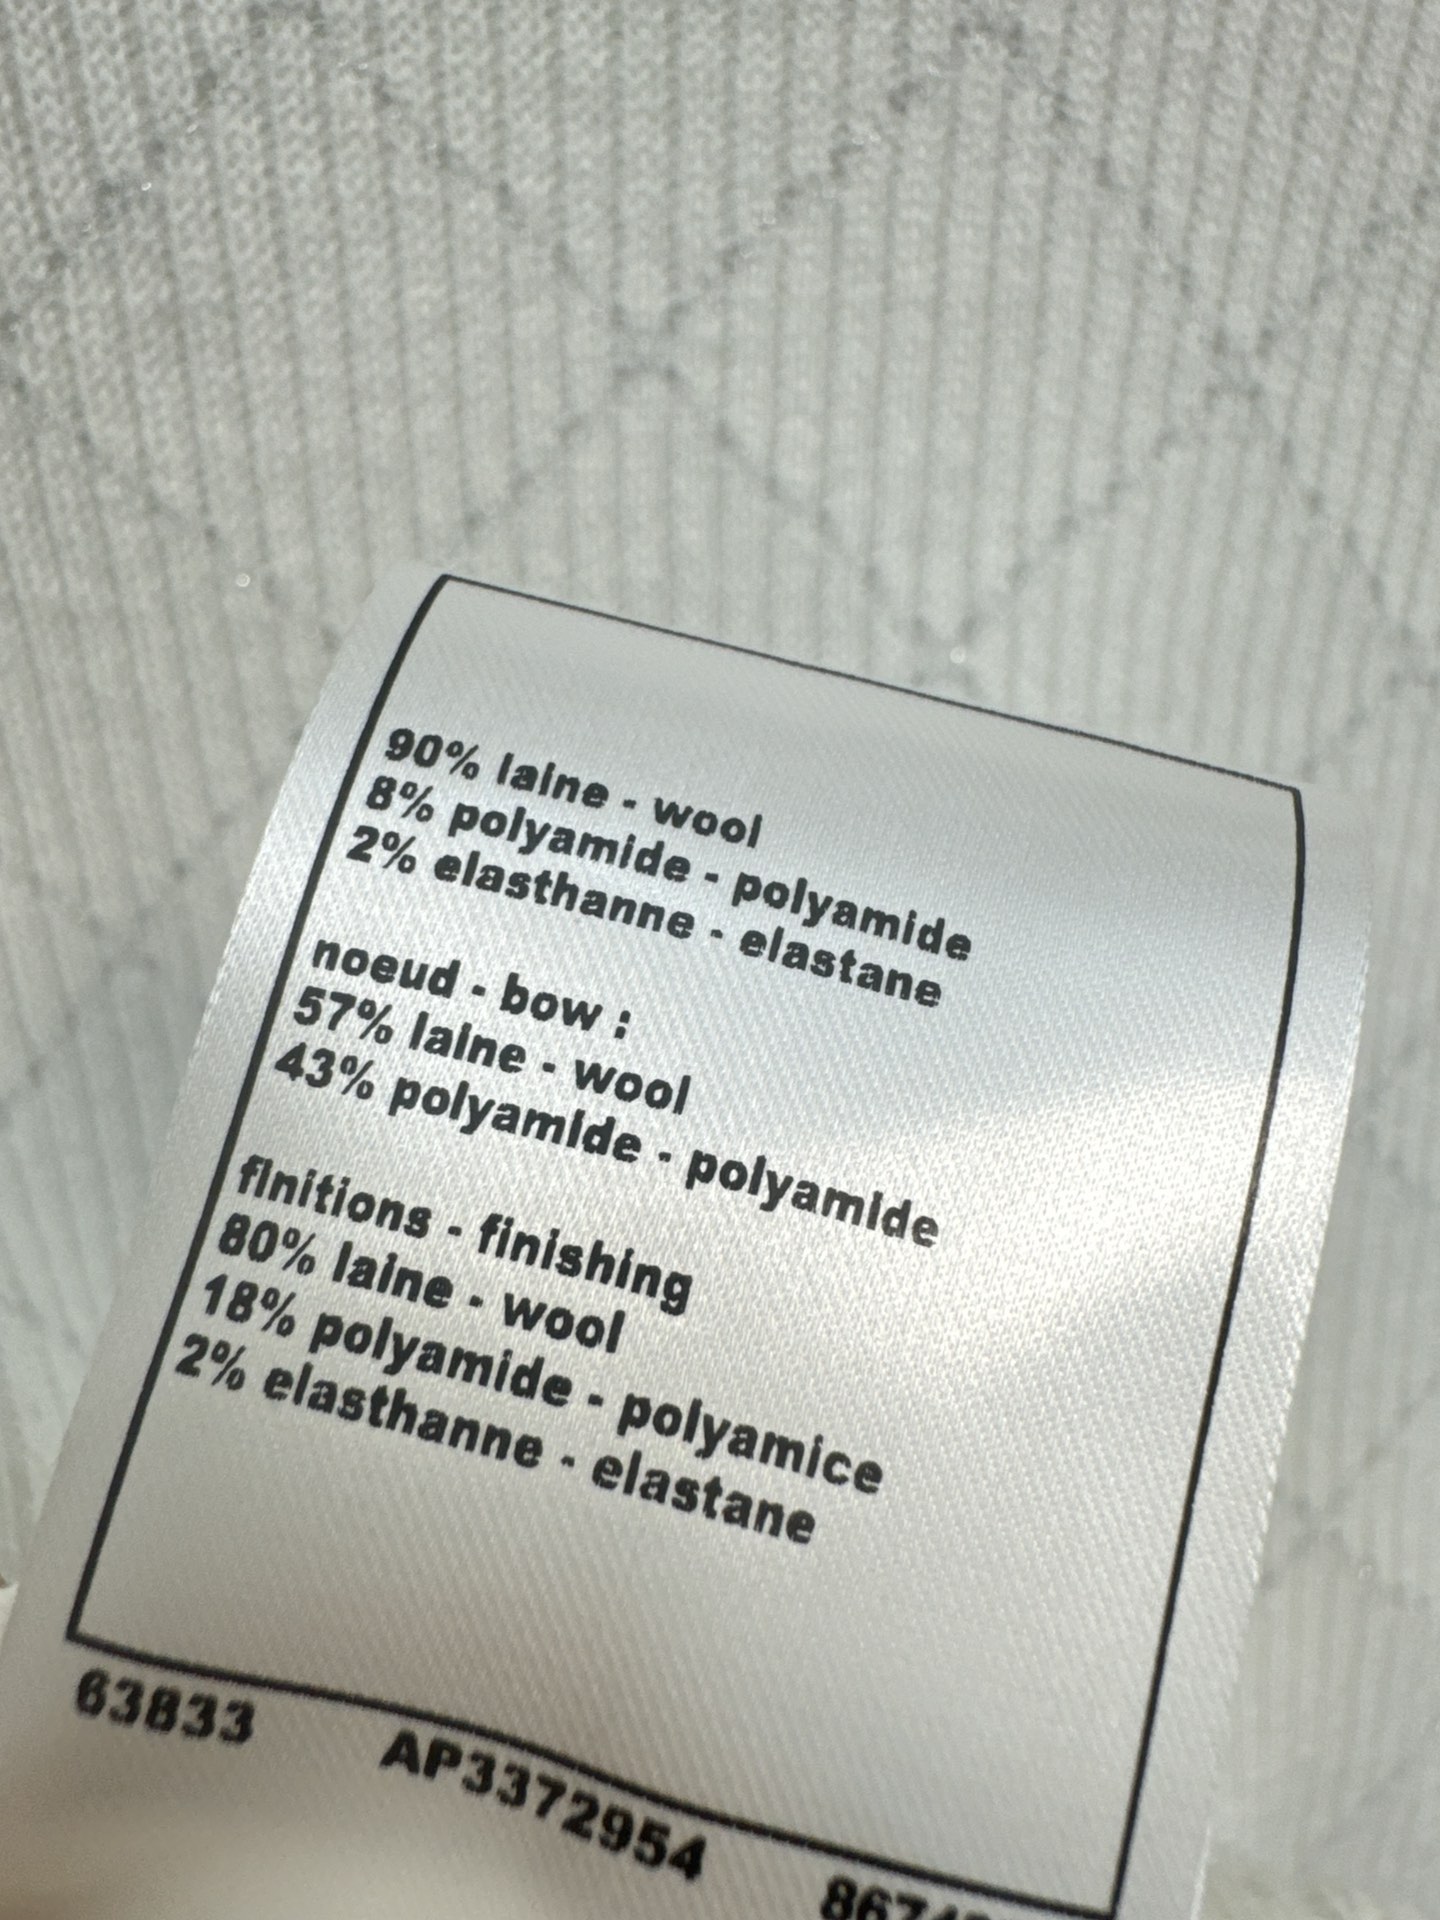 90% laine - wool
8% polyamide - polyamide
2% elasthanne - elastane
noeud - bow :
57% laine - wool
43% polyamide - polyamide
finitions - finishing
80% laine - wool
18% polyamide - polyamice
2% elasthanne - elastane
63833 AP3372954